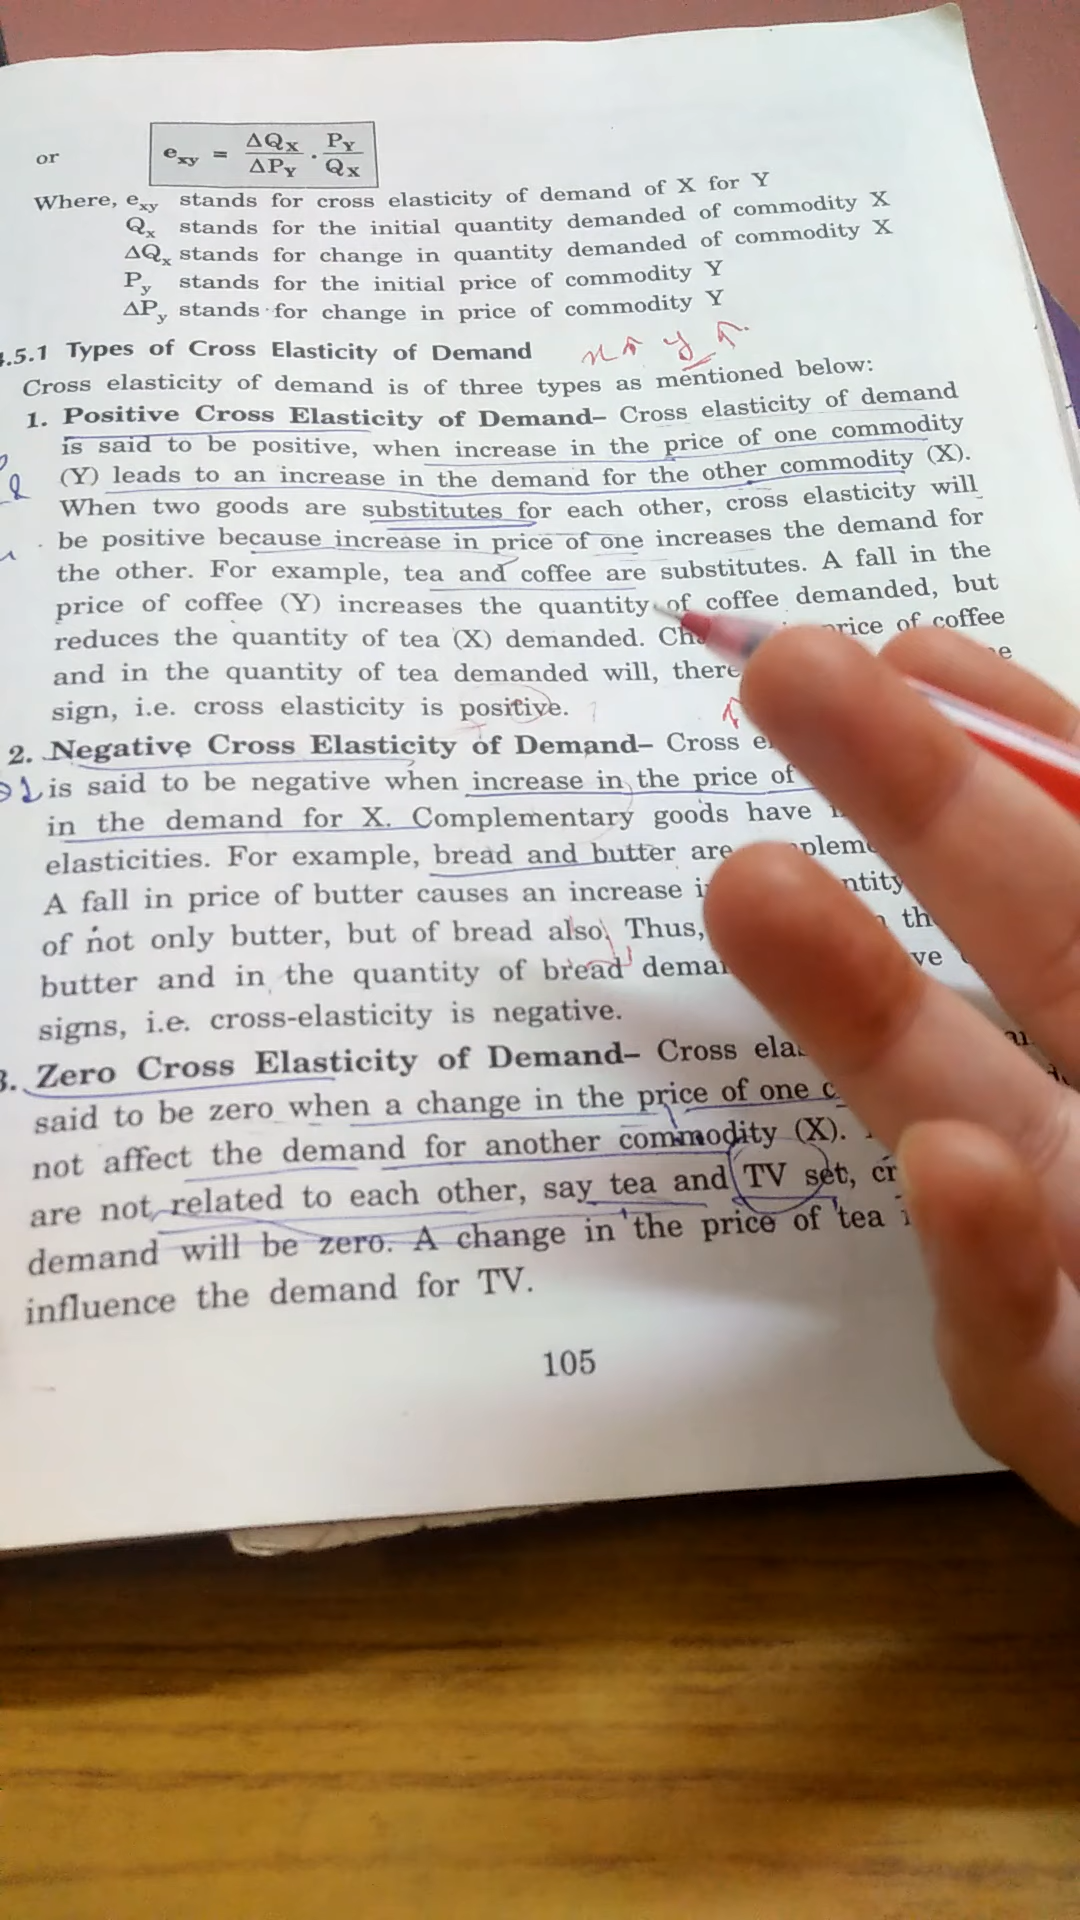 or e_xy = ΔQ_X / ΔP_Y . P_Y / Q_X
Where, e_xy stands for cross elasticity of demand of X for Y
Q_x stands for the initial quantity demanded of commodity X
ΔQ_x stands for change in quantity demanded of commodity X
P_y stands for the initial price of commodity Y
ΔP_y stands for change in price of commodity Y
.5.1 Types of Cross Elasticity of Demand
Cross elasticity of demand is of three types as mentioned below:
1. Positive Cross Elasticity of Demand– Cross elasticity of demand
is said to be positive, when increase in the price of one commodity
(Y) leads to an increase in the demand for the other commodity (X).
When two goods are substitutes for each other, cross elasticity will
be positive because increase in price of one increases the demand for
the other. For example, tea and coffee are substitutes. A fall in the
price of coffee (Y) increases the quantity of coffee demanded, but
reduces the quantity of tea (X) demanded. price of coffee
and in the quantity of tea demanded will,
sign, i.e. cross elasticity is positive.
2. Negative Cross Elasticity of Demand– Cross
is said to be negative when increase in the price of
in the demand for X. Complementary goods have
elasticities. For example, bread and butter are
A fall in price of butter causes an increase
of not only butter, but of bread also. Thus,
butter and in the quantity of bread
signs, i.e. cross-elasticity is negative.
3. Zero Cross Elasticity of Demand– Cross
said to be zero when a change in the price of one
not affect the demand for another commodity (X).
are not related to each other, say tea and TV set,
demand will be zero. A change in the price of tea
influence the demand for TV.
105